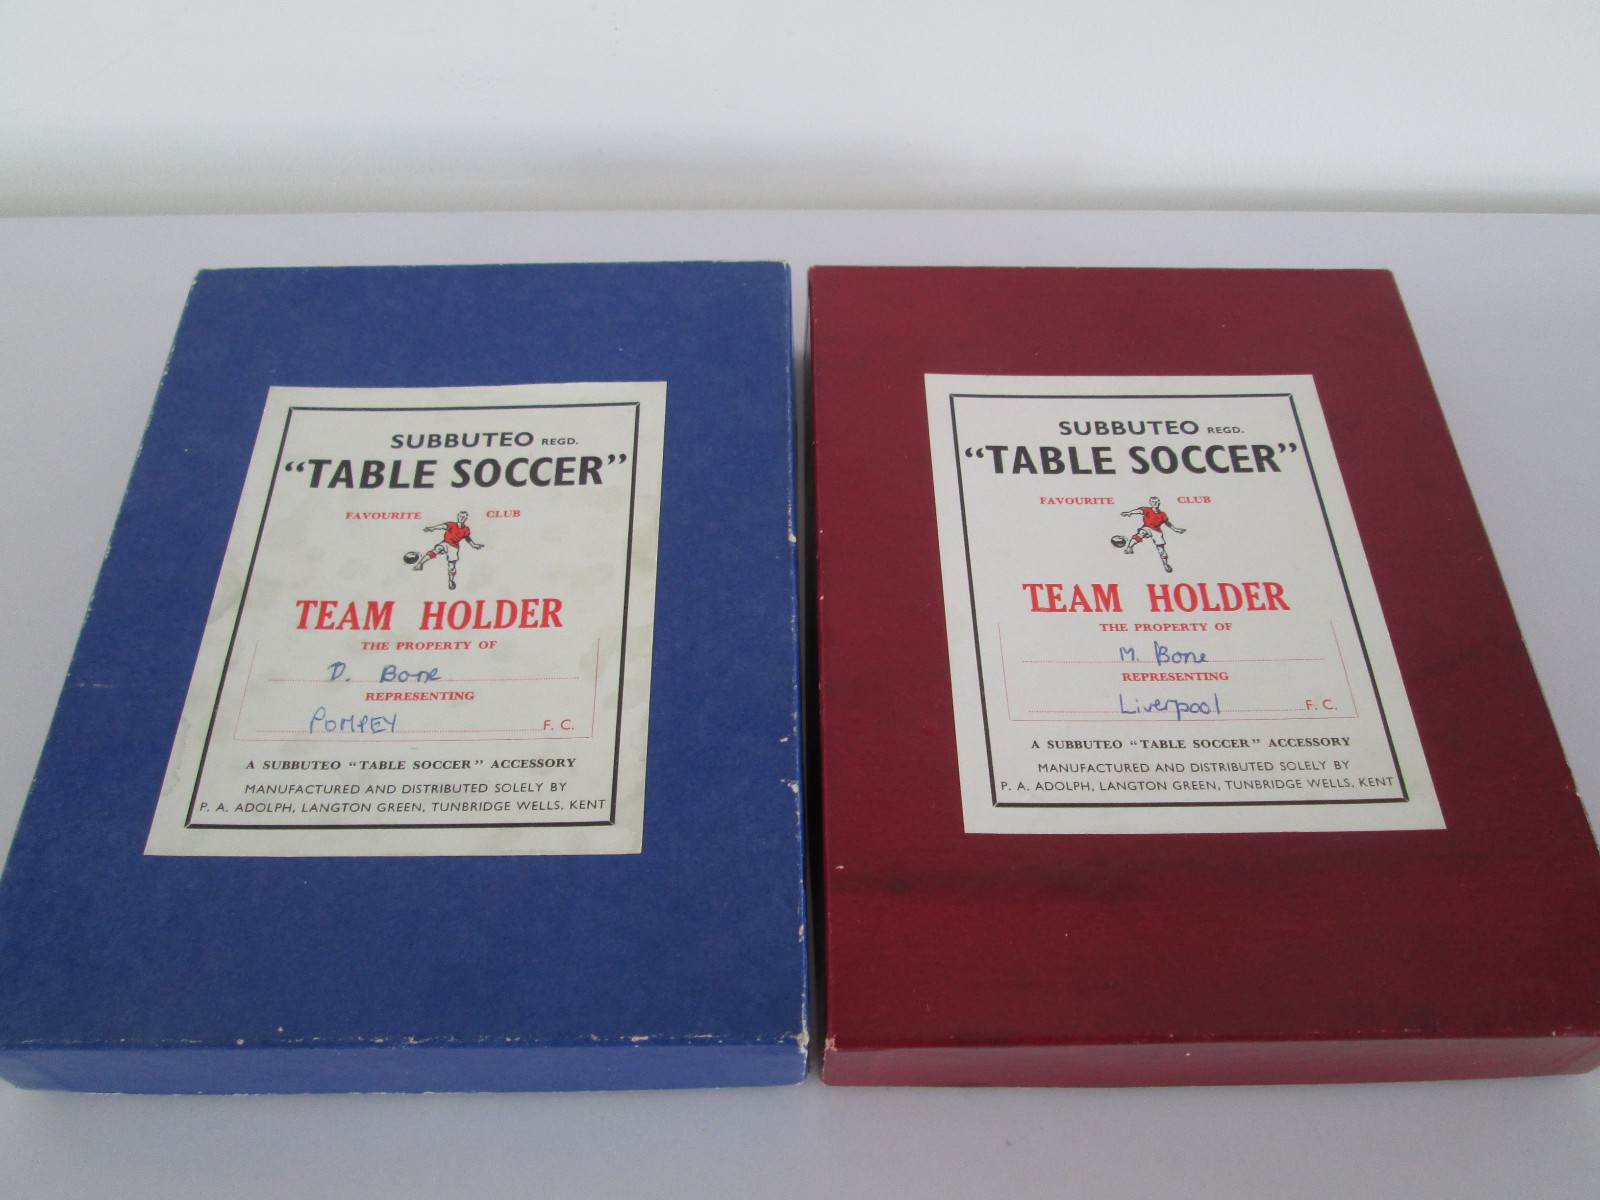 SUBBUTEO REGD.
“TABLE SOCCER”
FAVOURITE CLUB
TEAM HOLDER
THE PROPERTY OF
D. Bone
REPRESENTING
POMPEY F. C.
A SUBBUTEO “TABLE SOCCER” ACCESSORY
MANUFACTURED AND DISTRIBUTED SOLELY BY
P. A. ADOLPH, LANGTON GREEN, TUNBRIDGE WELLS, KENT
SUBBUTEO REGD.
“TABLE SOCCER”
FAVOURITE CLUB
TEAM HOLDER
THE PROPERTY OF
M. Bone
REPRESENTING
Liverpool F. C.
A SUBBUTEO “TABLE SOCCER” ACCESSORY
MANUFACTURED AND DISTRIBUTED SOLELY BY
P. A. ADOLPH, LANGTON GREEN, TUNBRIDGE WELLS, KENT